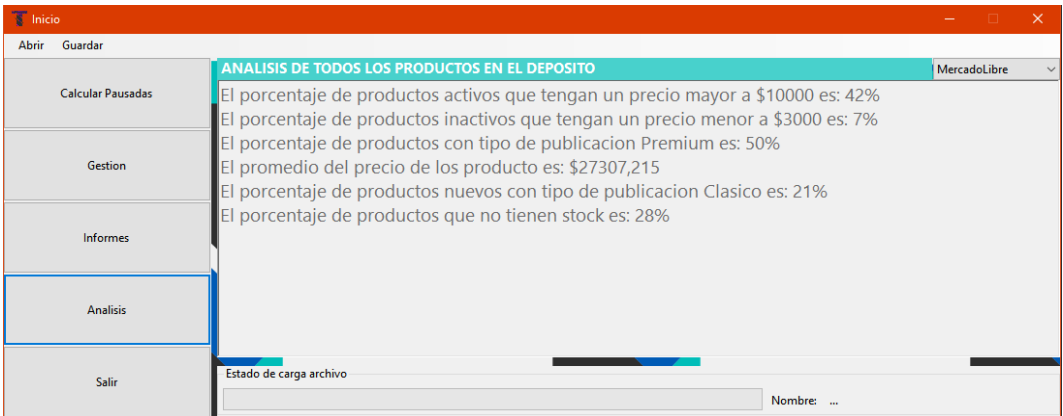 Inicio
Abrir Guardar
Calcular Pausadas
Gestion
Informes
Analisis
Salir
ANALISIS DE TODOS LOS PRODUCTOS EN EL DEPOSITO
MercadoLibre
El porcentaje de productos activos que tengan un precio mayor a $10000 es: 42%
El porcentaje de productos inactivos que tengan un precio menor a $3000 es: 7%
El porcentaje de productos con tipo de publicacion Premium es: 50%
El promedio del precio de los producto es: $27307,215
El porcentaje de productos nuevos con tipo de publicacion Clasico es: 21%
El porcentaje de productos que no tienen stock es: 28%
Estado de carga archivo
Nombre: ...